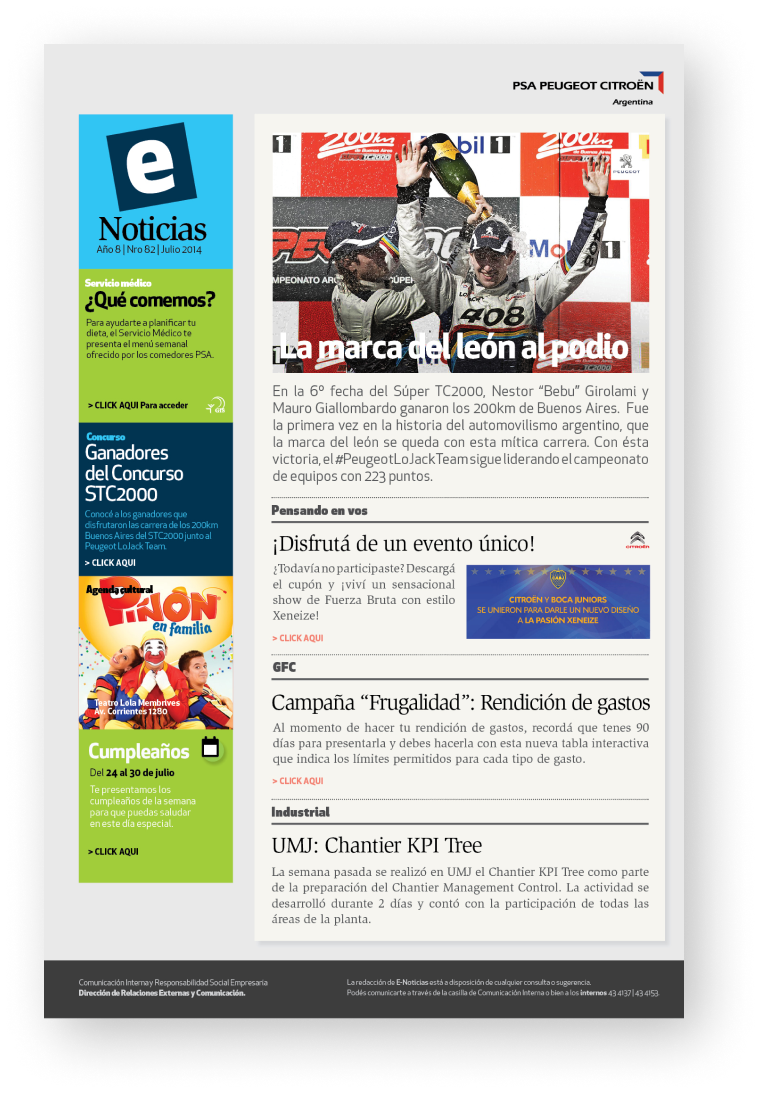 PSA PEUGEOT CITROËN
Argentina
e
Noticias
Año 8 | Nro 82 | Julio 2014
Servicio médico
¿Qué comemos?
Para ayudarte a planificar tu
dieta, el Servicio Médico te
presenta el menú semanal
ofrecido por los comedores PSA.
> CLICK AQUI Para acceder
Concurso
Ganadores
del Concurso
STC2000
Conocé a los ganadores que
disfrutaron las carrera de los 200km
Buenos Aires del STC2000 junto al
Peugeot LoJack Team.
> CLICK AQUI
Agenda cultural
PIÑÓN
en familia
Teatro Lola Membrives
Av. Corrientes 1280
Cumpleaños
Del 24 al 30 de julio
Te presentamos los
cumpleaños de la semana
para que puedas saludar
en este día especial.
> CLICK AQUI
1 200km Mobil 1 200km
de Buenos Aires
SÚPER TC2000
PEUGEOT
Mobil 1
408
La marca del león al podio
En la 6º fecha del Súper TC2000, Nestor “Bebu” Girolami y
Mauro Giallombardo ganaron los 200km de Buenos Aires. Fue
la primera vez en la historia del automovilismo argentino, que
la marca del león se queda con esta mítica carrera. Con ésta
victoria, el #PeugeotLoJackTeam sigue liderando el campeonato
de equipos con 223 puntos.
Pensando en vos
¡Disfrutá de un evento único!
CITROËN
¿Todavía no participaste? Descargá
el cupón y ¡viví un sensacional
show de Fuerza Bruta con estilo
Xeneize!
> CLICK AQUI
CITROËN Y BOCA JUNIORS
SE UNIERON PARA DARLE UN NUEVO DISEÑO
A LA PASIÓN XENEIZE
GFC
Campaña “Frugalidad”: Rendición de gastos
Al momento de hacer tu rendición de gastos, recordá que tenes 90
días para presentarla y debes hacerla con esta nueva tabla interactiva
que indica los límites permitidos para cada tipo de gasto.
> CLICK AQUI
Industrial
UMJ: Chantier KPI Tree
La semana pasada se realizó en UMJ el Chantier KPI Tree como parte
de la preparación del Chantier Management Control. La actividad se
desarrolló durante 2 días y contó con la participación de todas las
áreas de la planta.
Comunicación Interna y Responsabilidad Social Empresaria
Dirección de Relaciones Externas y Comunicación.
La redacción de E-Noticias está a disposición de cualquier consulta o sugerencia.
Podés comunicarte a través de la casilla de Comunicación Interna o bien a los internos 43 4137 | 43 4153.